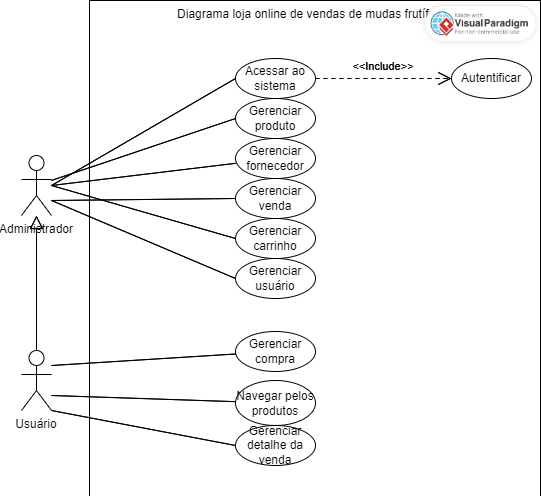 Diagrama loja online de vendas de mudas frutíf
Made with
Visual Paradigm
For non-commercial use
Acessar ao
sistema
<<Include>>
Autentificar
Gerenciar
produto
Gerenciar
fornecedor
Gerenciar
venda
Administrador
Gerenciar
carrinho
Gerenciar
usuário
Gerenciar
compra
Navegar pelos
produtos
Usuário
Gerenciar
detalhe da
venda